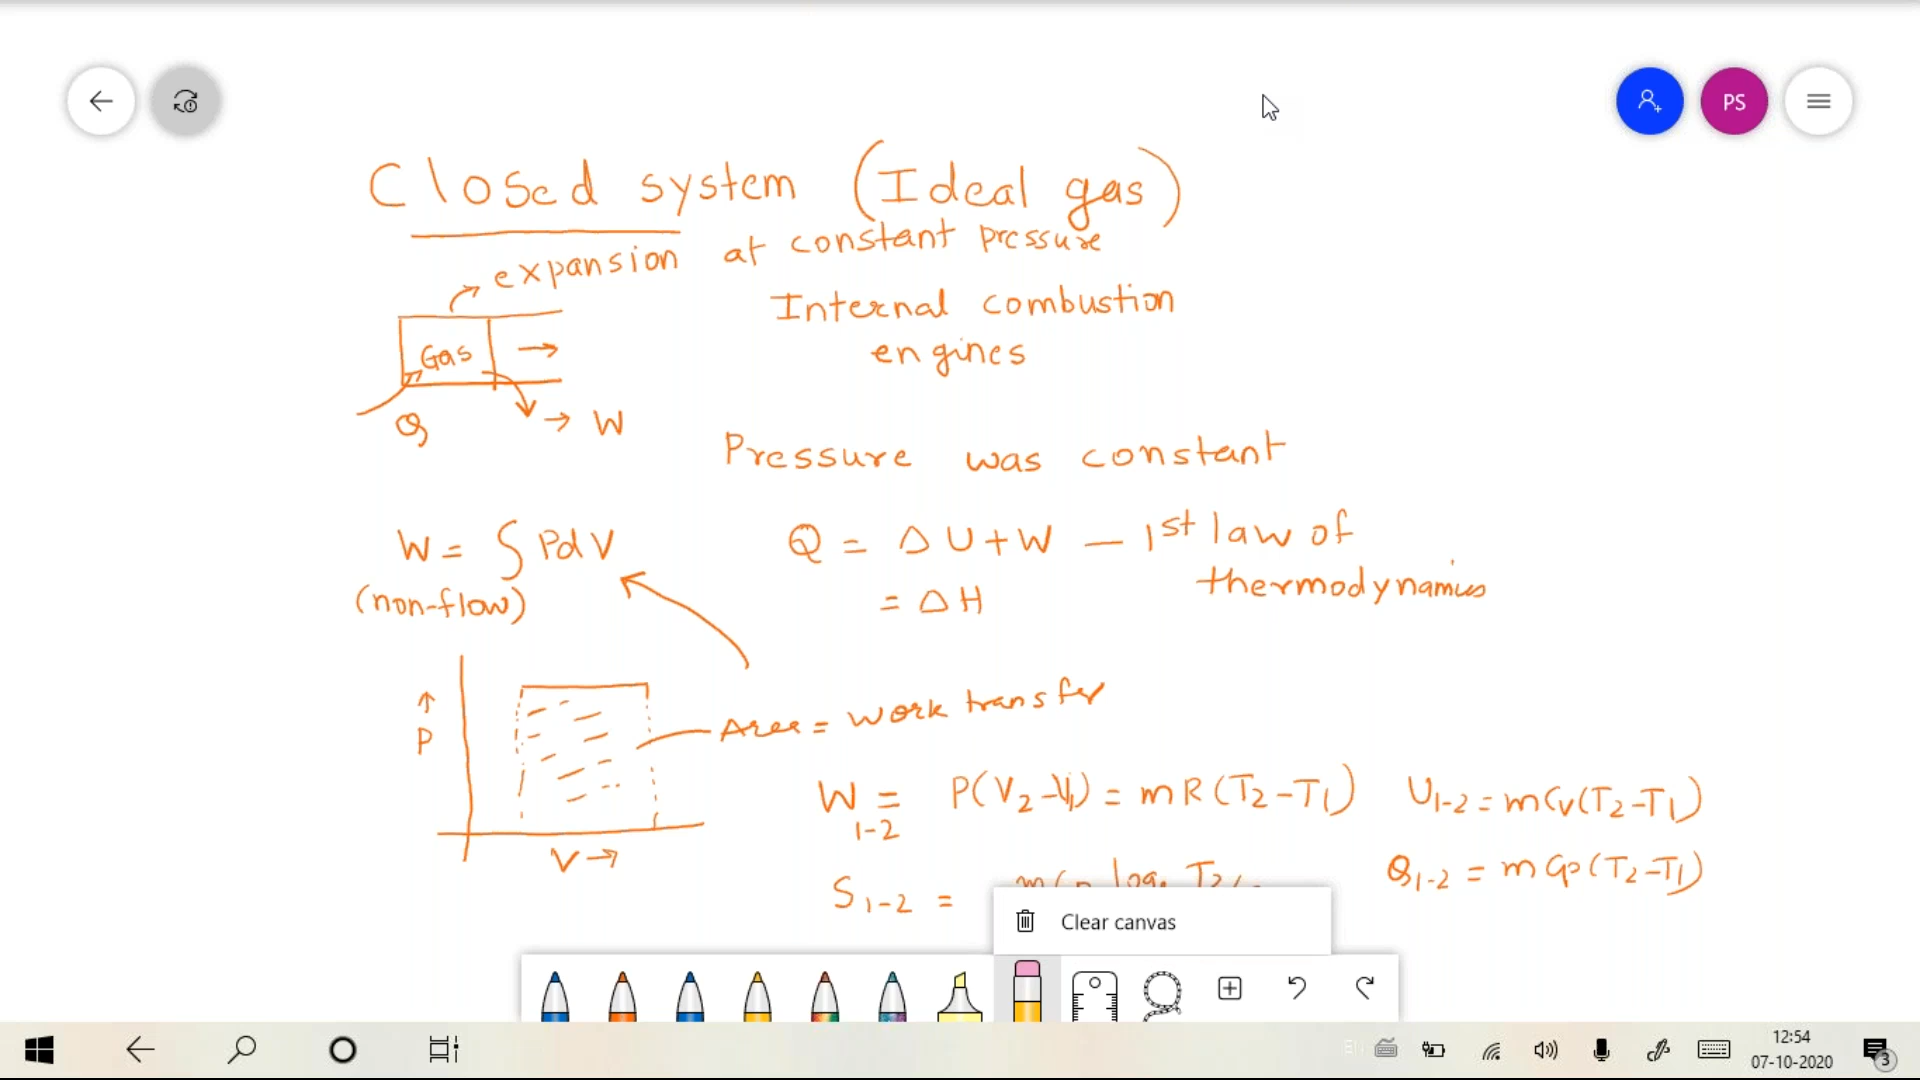 PS
Closed system (Ideal gas)
expansion at constant pressure
Internal combustion
engines
Gas
Q → W
Pressure was constant
W = ∫ PdV
(non-flow)
Q = ΔU + W — 1st law of
thermodynamics
= ΔH
↑
P
Area = work transfer
V →
W1-2 = P(V2-V1) = mR(T2-T1)
U1-2 = mCv(T2-T1)
Q1-2 = mCp(T2-T1)
S1-2 =
Clear canvas
12:54
07-10-2020
3